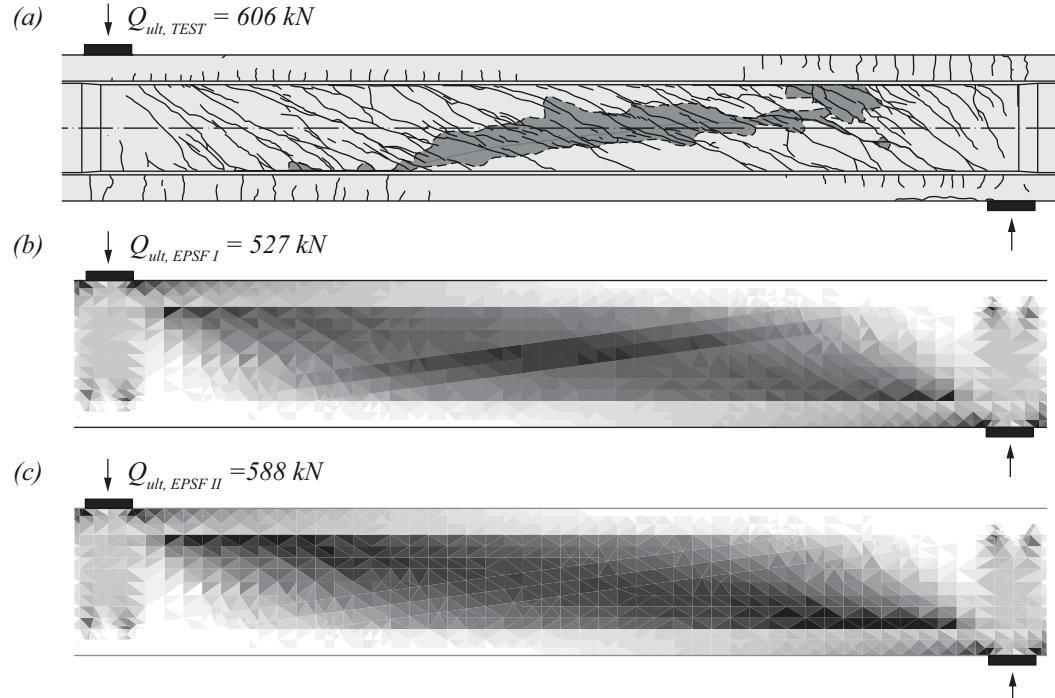 (a) Q_ult, TEST = 606 kN
(b) Q_ult, EPSF I = 527 kN
(c) Q_ult, EPSF II =588 kN